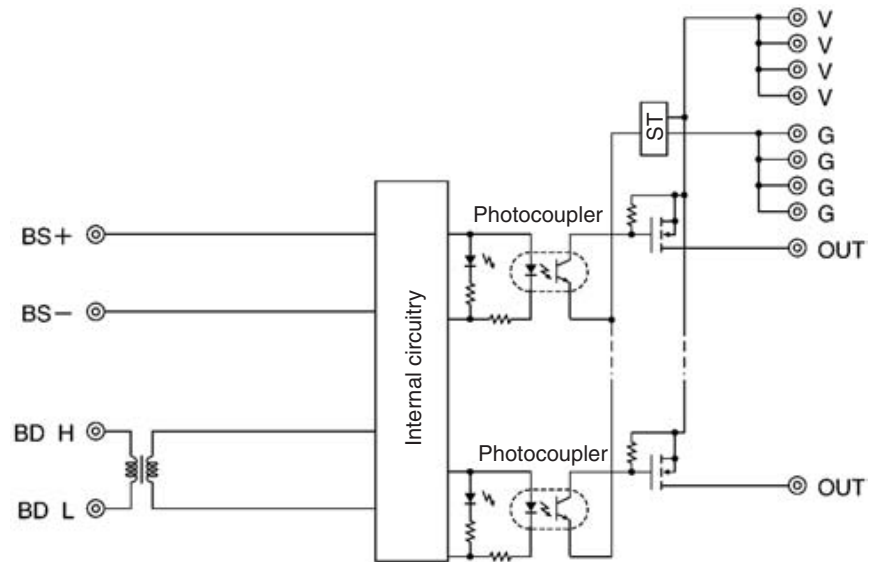 V
V
V
V
ST
G
G
G
G
Photocoupler
BS+
OUT
BS−
Internal circuitry
BD H
Photocoupler
BD L
OUT